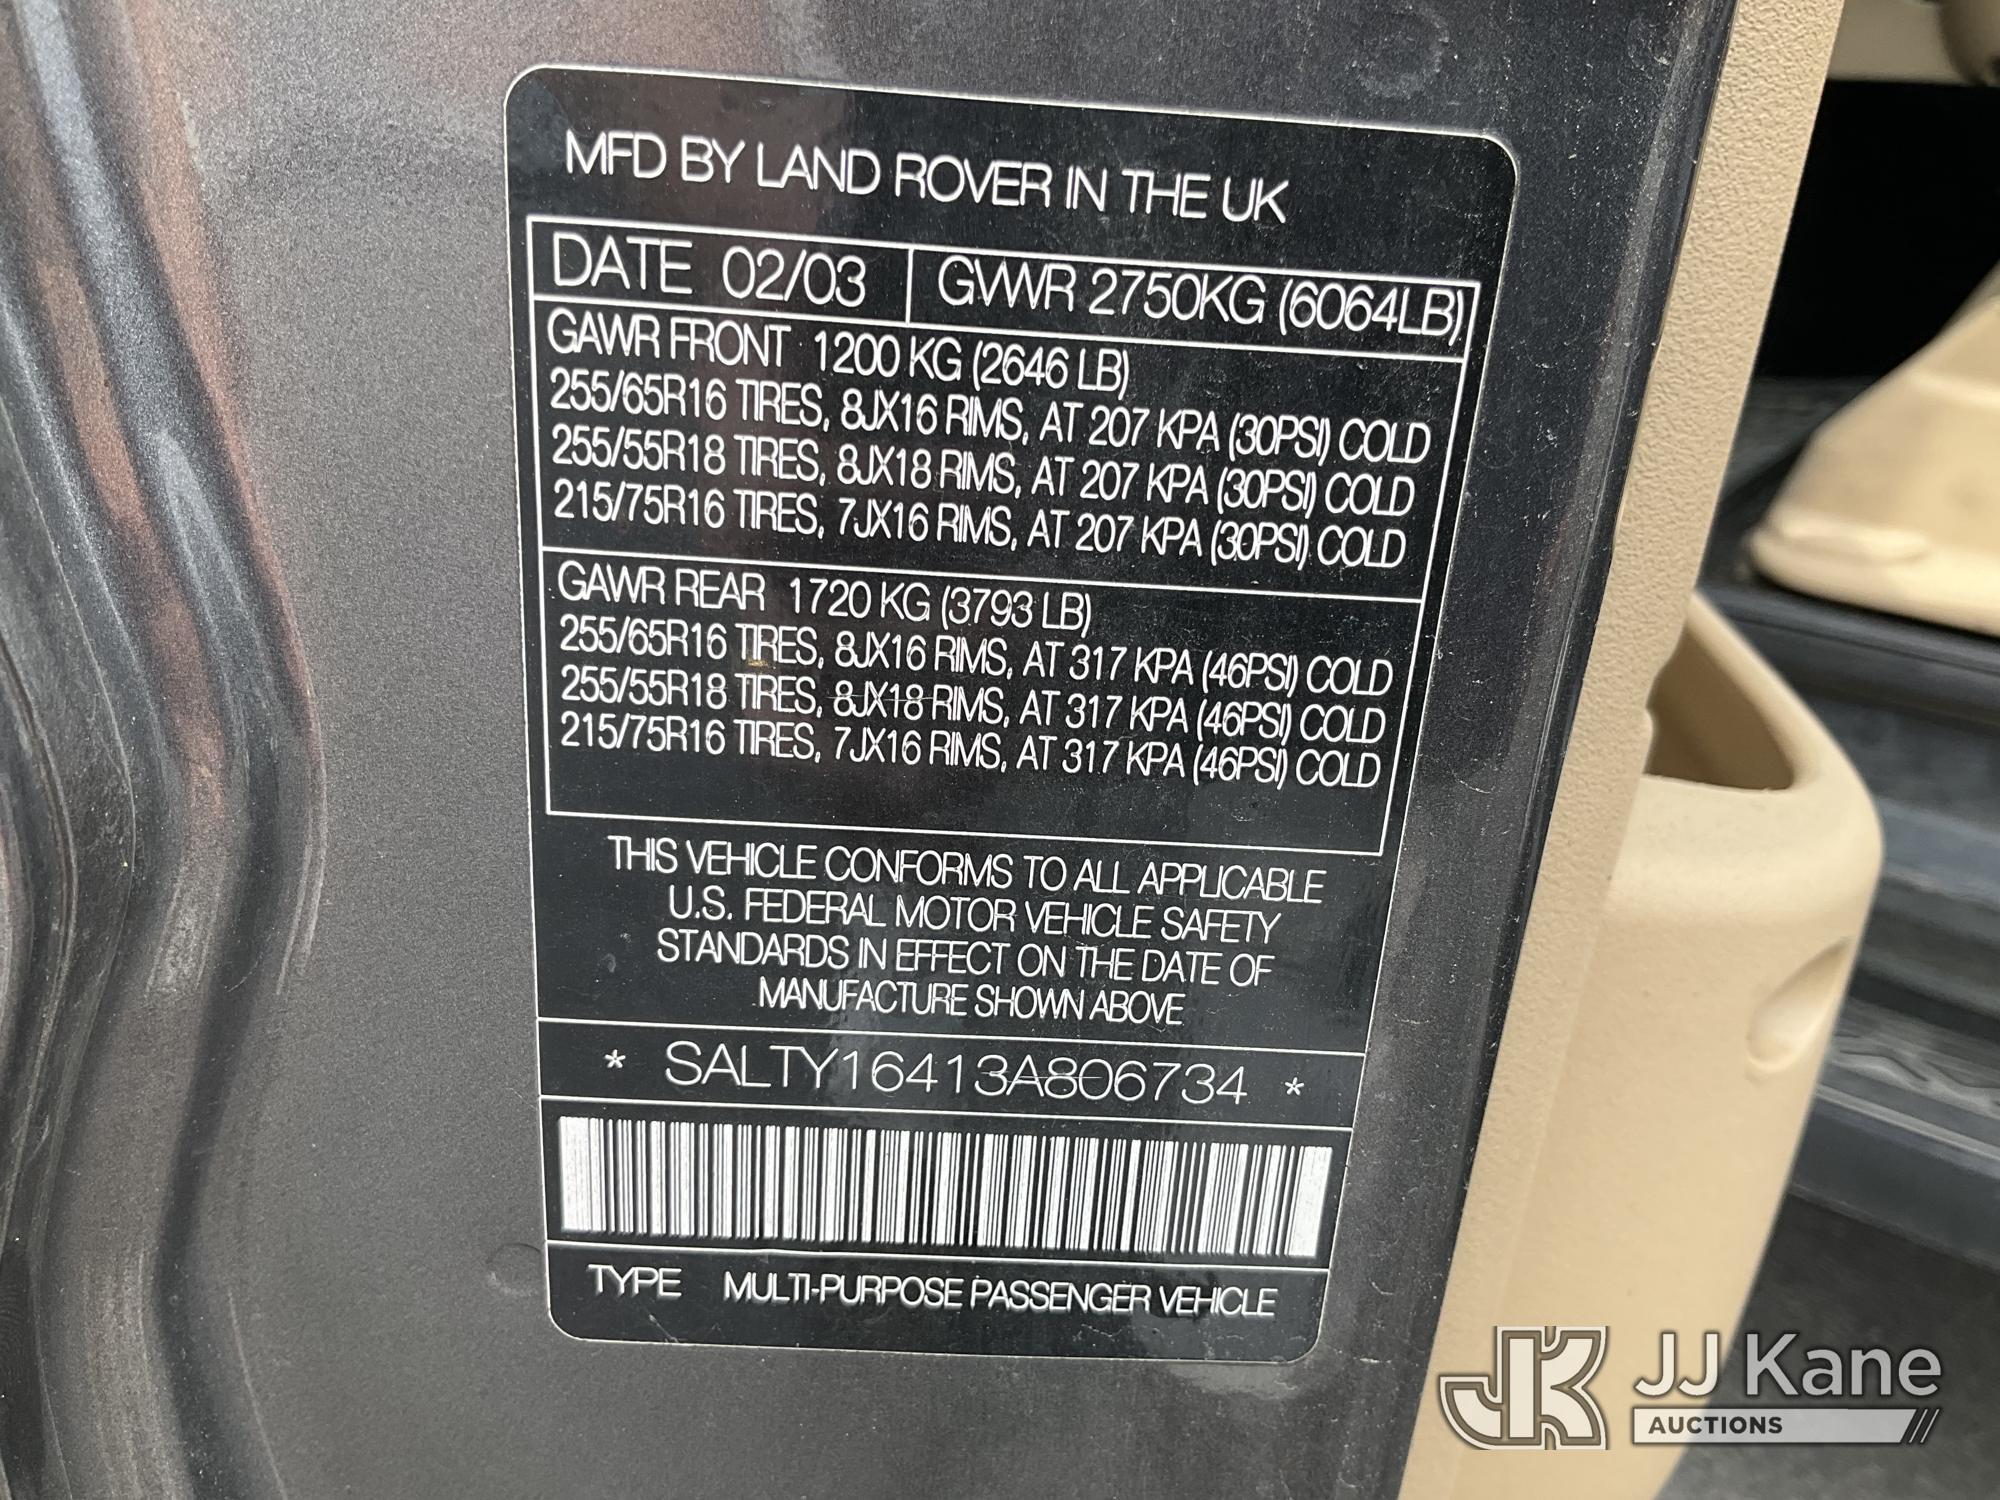 MFD BY LAND ROVER IN THE UK
DATE 02/03 GVWR 2750KG (6064LB)
GAWR FRONT 1200 KG (2646 LB)
255/65R16 TIRES, 8JX16 RIMS, AT 207 KPA (30PSI) COLD
255/55R18 TIRES, 8JX18 RIMS, AT 207 KPA (30PSI) COLD
215/75R16 TIRES, 7JX16 RIMS, AT 207 KPA (30PSI) COLD
GAWR REAR 1720 KG (3793 LB)
255/65R16 TIRES, 8JX16 RIMS, AT 317 KPA (46PSI) COLD
255/55R18 TIRES, 8JX18 RIMS, AT 317 KPA (46PSI) COLD
215/75R16 TIRES, 7JX16 RIMS, AT 317 KPA (46PSI) COLD
THIS VEHICLE CONFORMS TO ALL APPLICABLE
U.S. FEDERAL MOTOR VEHICLE SAFETY
STANDARDS IN EFFECT ON THE DATE OF
MANUFACTURE SHOWN ABOVE
* SALTY16413A806734 *
TYPE MULTI-PURPOSE PASSENGER VEHICLE
JK JJ Kane
AUCTIONS